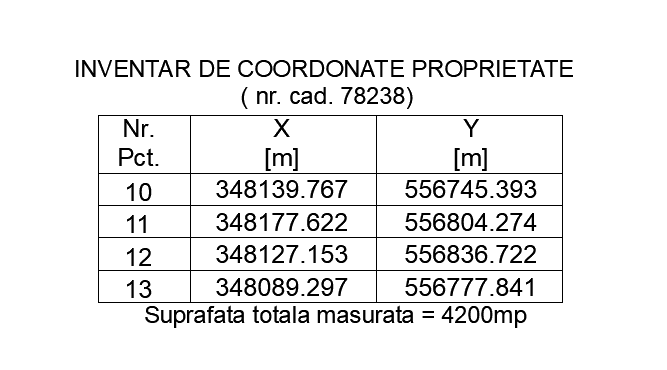 INVENTAR DE COORDONATE PROPRIETATE
( nr. cad. 78238)
Nr. Pct. X [m] Y [m]
10 348139.767 556745.393
11 348177.622 556804.274
12 348127.153 556836.722
13 348089.297 556777.841
Suprafata totala masurata = 4200mp